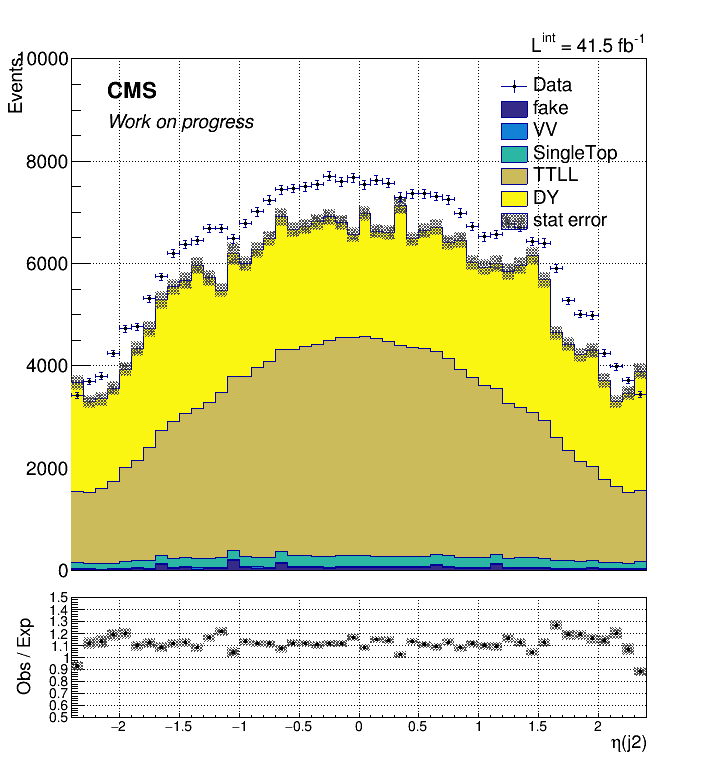 L^int = 41.5 fb^-1
Events
10000
8000
6000
4000
2000
0
CMS
Work on progress
Data
fake
VV
SingleTop
TTLL
DY
stat error
Obs / Exp
1.5
1.4
1.3
1.2
1.1
1
0.9
0.8
0.7
0.6
0.5
−2 −1.5 −1 −0.5 0 0.5 1 1.5 2
η(j2)